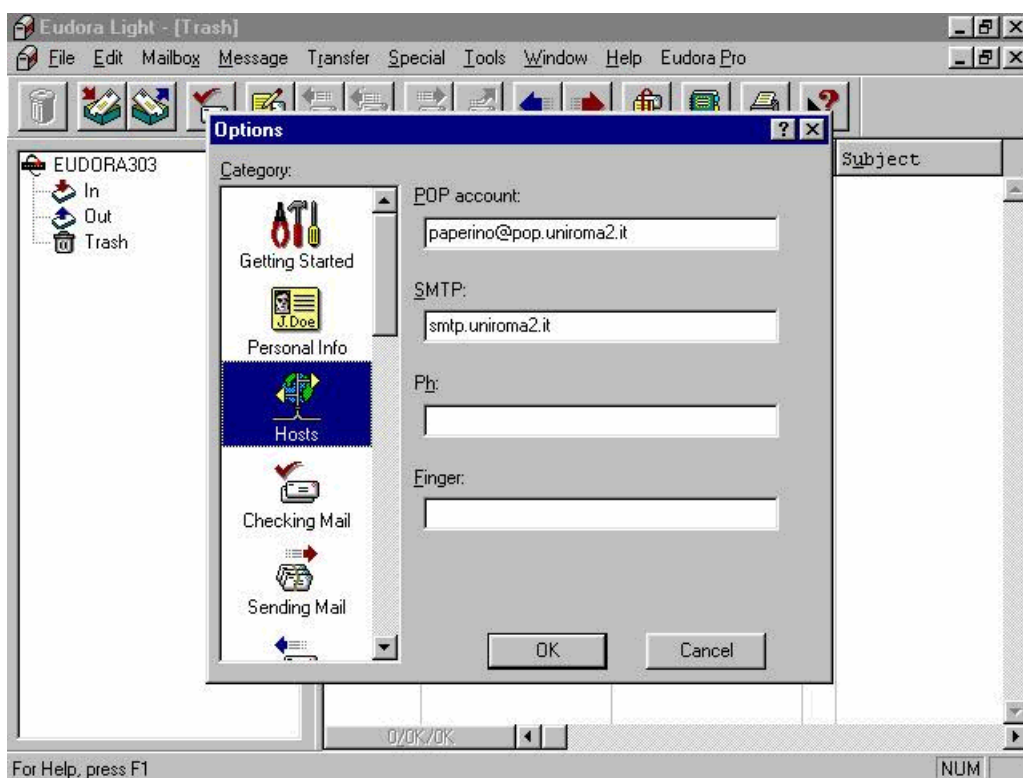 Eudora Light - [Trash]
File Edit Mailbox Message Transfer Special Tools Window Help Eudora Pro
Options
EUDORA303
In
Out
Trash
Category:
Getting Started
J.Doe
Personal Info
Hosts
Checking Mail
Sending Mail
POP account:
paperino@pop.uniroma2.it
SMTP:
smtp.uniroma2.it
Ph:
Finger:
OK Cancel
Subject
0/0K/0K
For Help, press F1 NUM